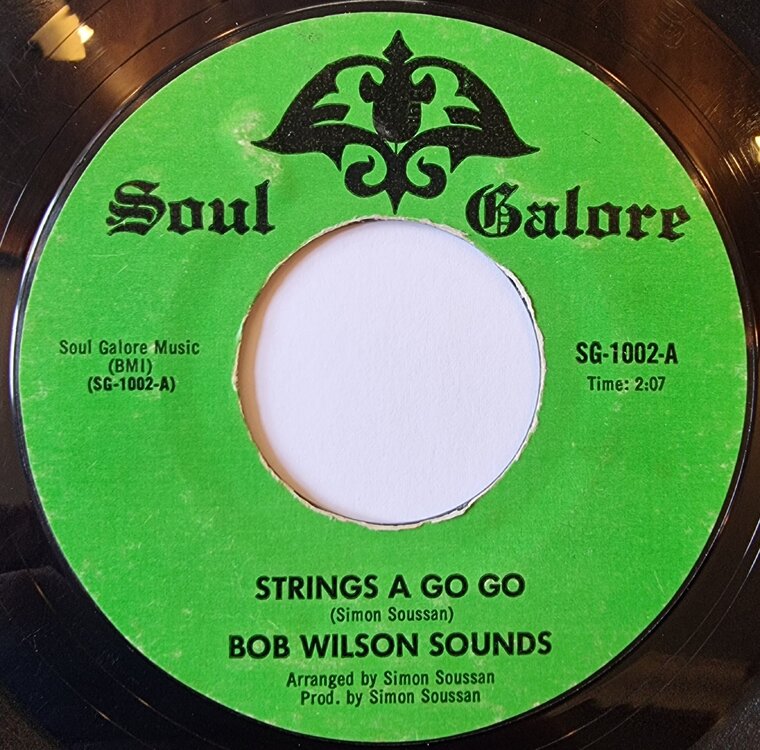 Soul Galore
Soul Galore Music
(BMI)
(SG-1002-A)
SG-1002-A
Time: 2:07
STRINGS A GO GO
(Simon Soussan)
BOB WILSON SOUNDS
Arranged by Simon Soussan
Prod. by Simon Soussan